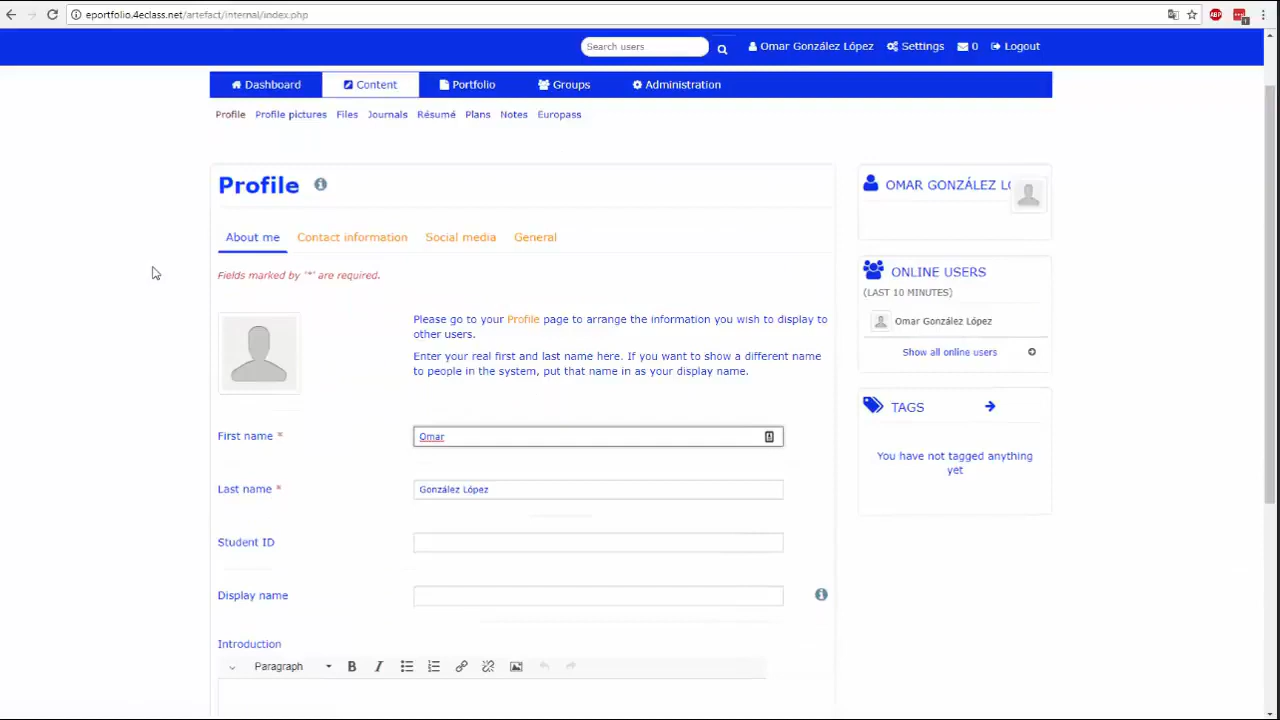 eportfolio.4eclass.net/artefact/internal/index.php
ABP
1
Search users
Omar González López
Settings
0
Logout
Dashboard
Content
Portfolio
Groups
Administration
Profile
Profile pictures
Files
Journals
Résumé
Plans
Notes
Europass
Profile
About me
Contact information
Social media
General
Fields marked by '*' are required.
Please go to your Profile page to arrange the information you wish to display to
other users.
Enter your real first and last name here. If you want to show a different name
to people in the system, put that name in as your display name.
First name *
Omar
Last name *
González López
Student ID
Display name
Introduction
Paragraph
B
I
OMAR GONZÁLEZ
ONLINE USERS
(LAST 10 MINUTES)
Omar González López
Show all online users
TAGS
You have not tagged anything
yet